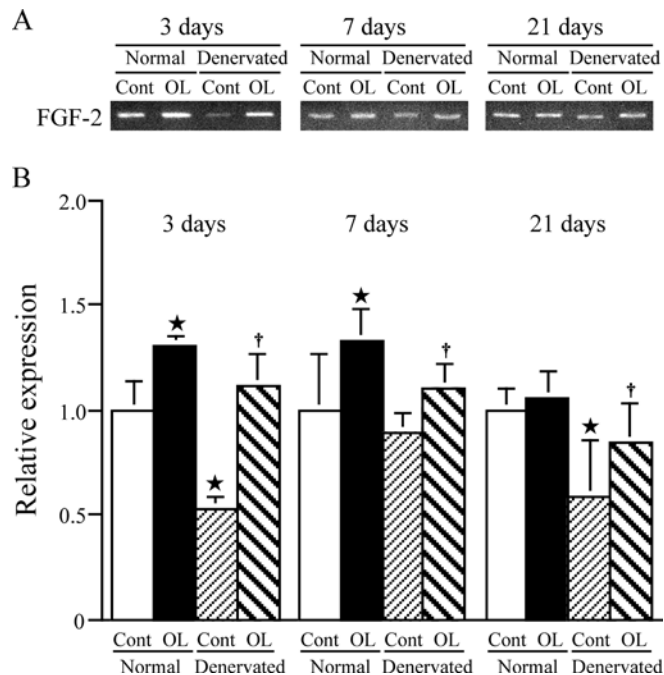 A
3 days 7 days 21 days
Normal Denervated Normal Denervated Normal Denervated
Cont OL Cont OL Cont OL Cont OL Cont OL Cont OL
FGF-2
B
2.0
3 days 7 days 21 days
★ ★ † † † ★
1.5
1.0
★
0.5
0
Relative expression
Cont OL Cont OL Cont OL Cont OL Cont OL Cont OL
Normal Denervated Normal Denervated Normal Denervated